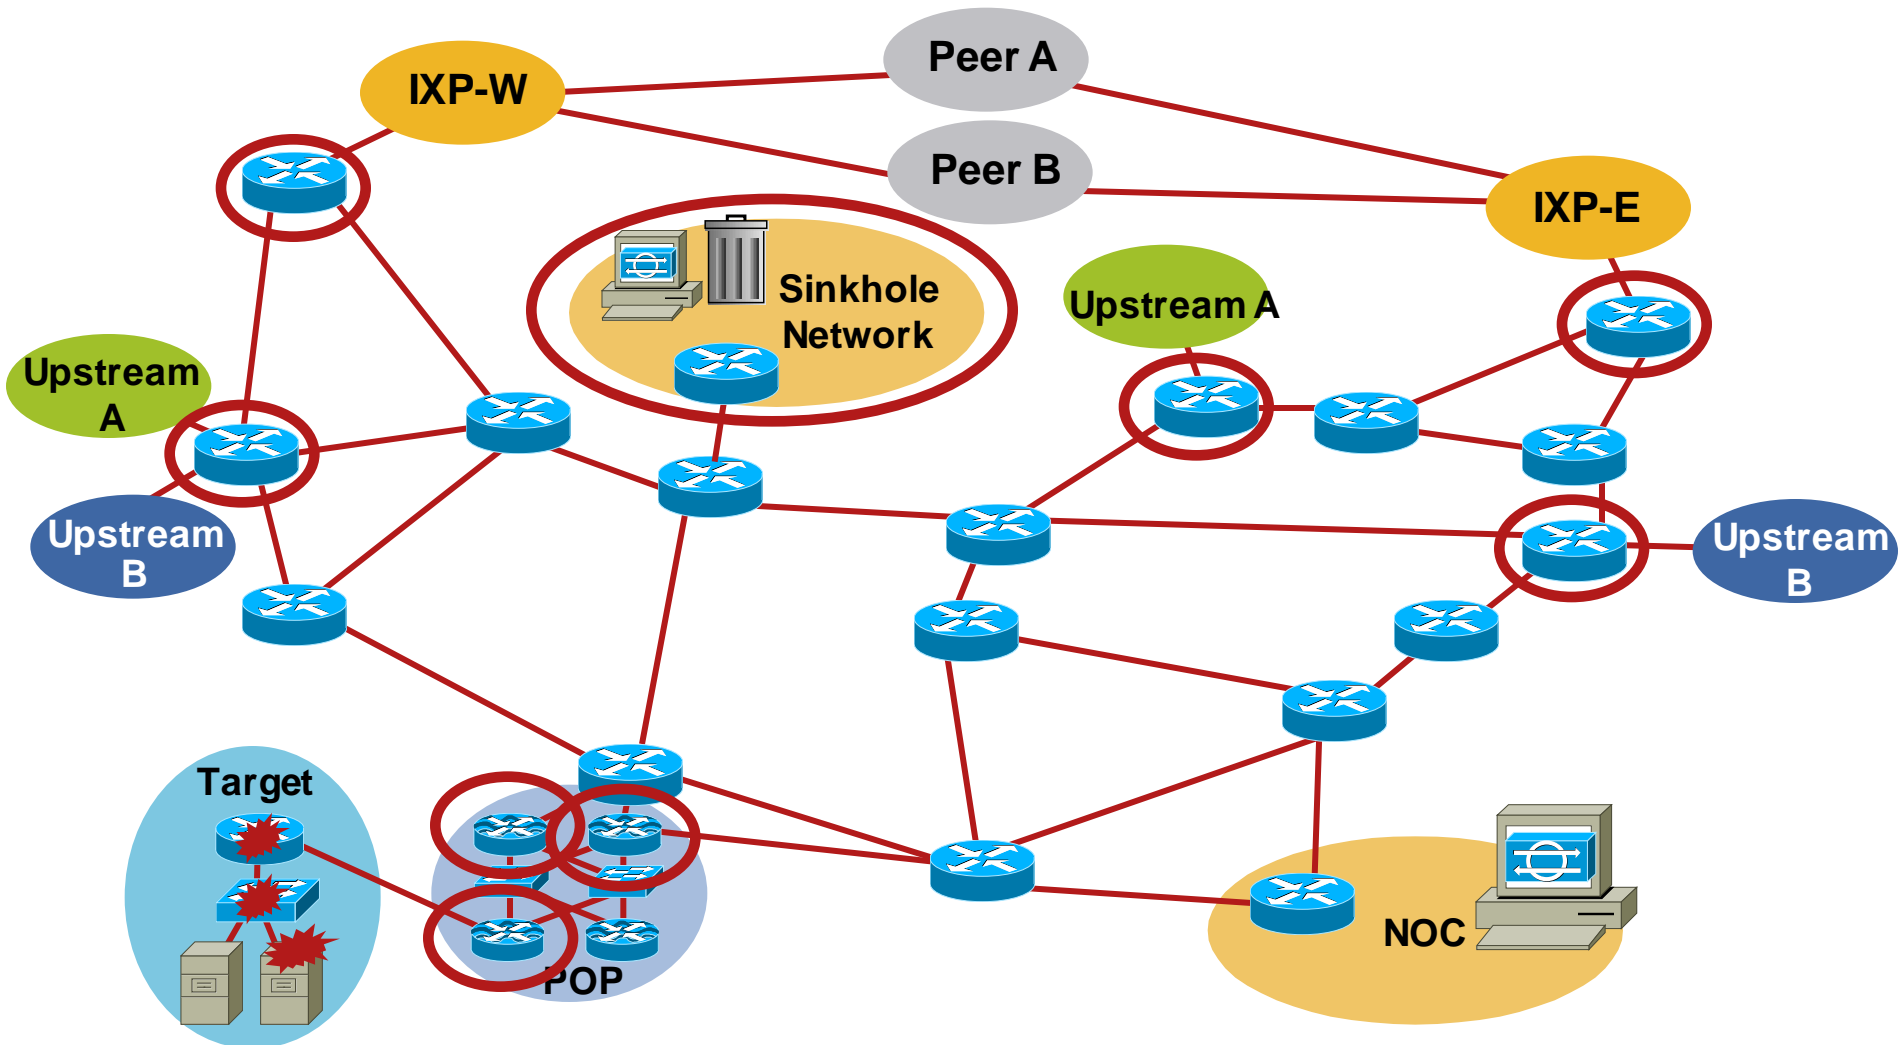 Peer A
IXP-W
Peer B
IXP-E
Sinkhole
Network
Upstream A
Upstream
A
Upstream
B
Upstream
B
Target
NOC
POP